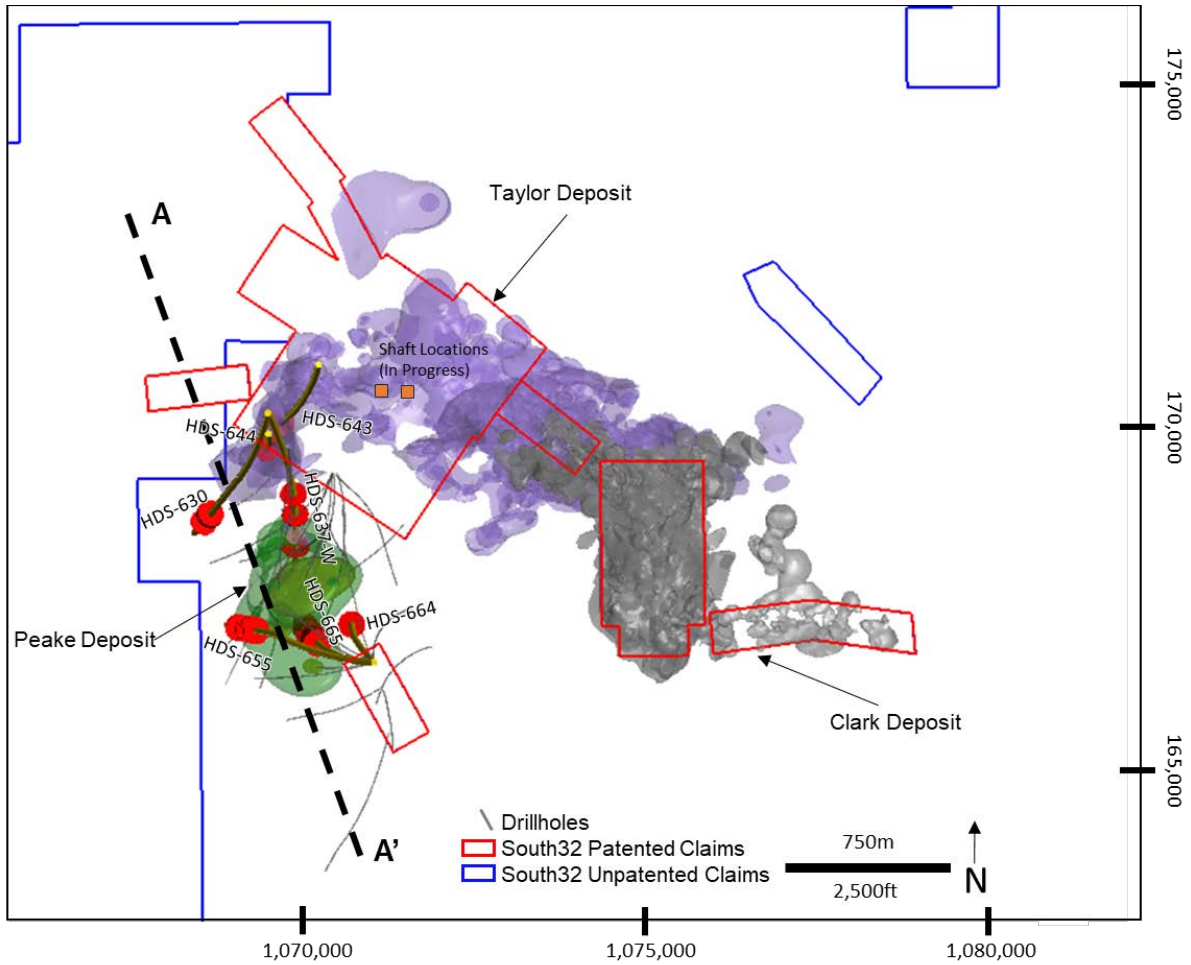 175,000
Taylor Deposit
A
Shaft Locations
(In Progress)
HDS-643
HDS-644
170,000
HDS-630
HDS-637-W
Peake Deposit
HDS-665
HDS-664
HDS-655
Clark Deposit
165,000
Drillholes
South32 Patented Claims
South32 Unpatented Claims
750m
2,500ft
N
A'
1,070,000
1,075,000
1,080,000